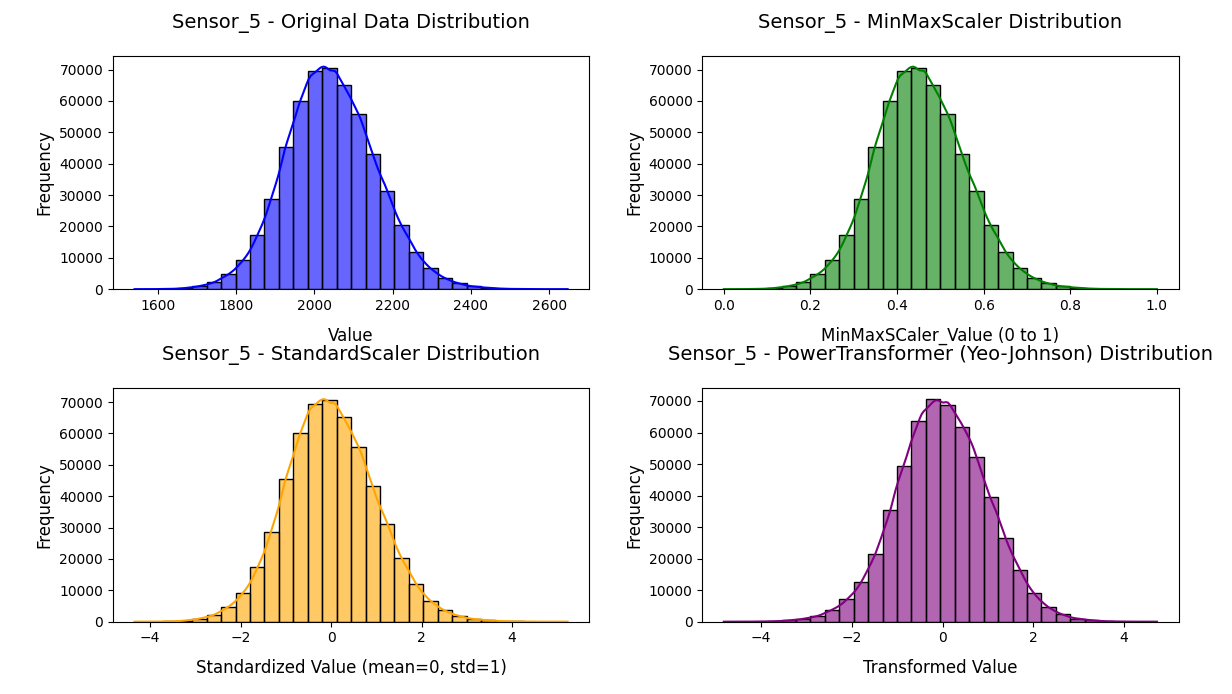 Sensor_5 - Original Data Distribution
Frequency
70000
60000
50000
40000
30000
20000
10000
0
1600 1800 2000 2200 2400 2600
Value
Sensor_5 - MinMaxScaler Distribution
Frequency
70000
60000
50000
40000
30000
20000
10000
0
0.0 0.2 0.4 0.6 0.8 1.0
MinMaxSCaler_Value (0 to 1)
Sensor_5 - StandardScaler Distribution
Frequency
70000
60000
50000
40000
30000
20000
10000
0
−4 −2 0 2 4
Standardized Value (mean=0, std=1)
Sensor_5 - PowerTransformer (Yeo-Johnson) Distribution
Frequency
70000
60000
50000
40000
30000
20000
10000
0
−4 −2 0 2 4
Transformed Value